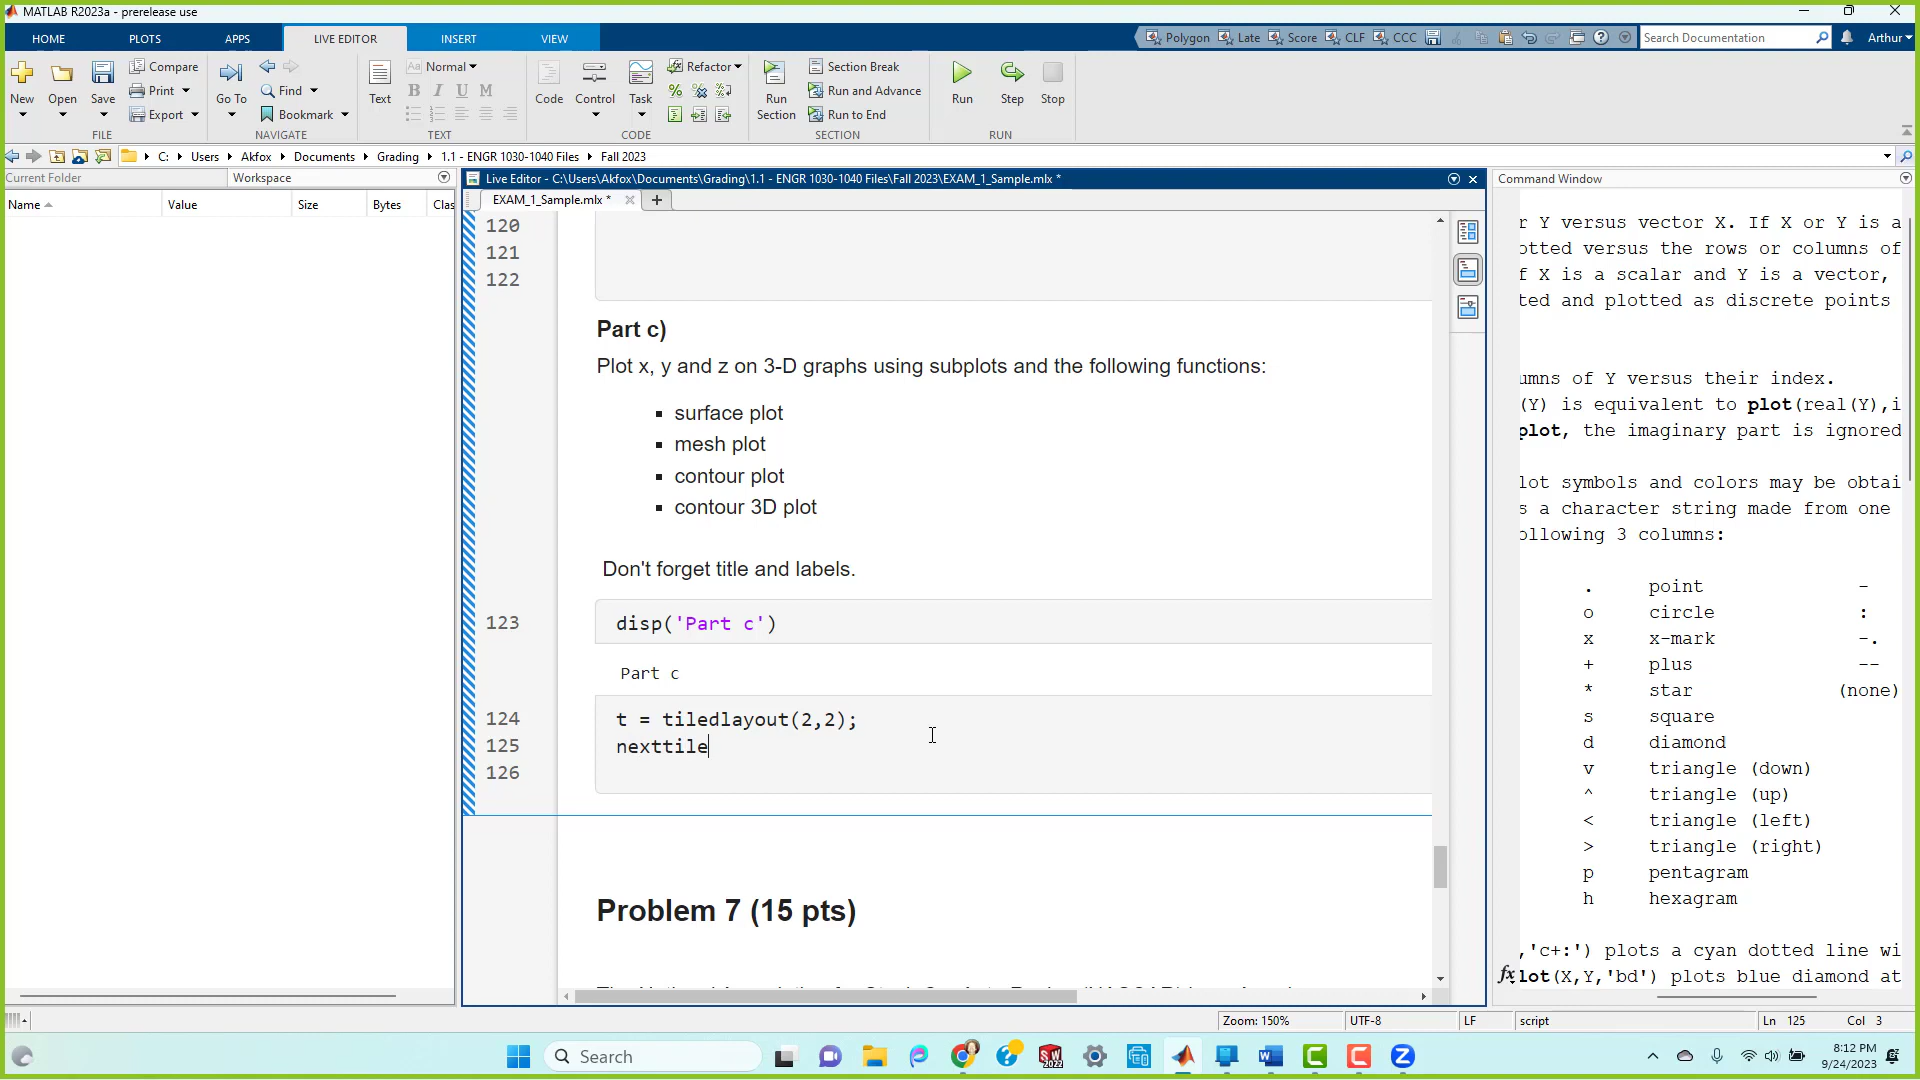 MATLAB R2023a - prerelease use
HOME PLOTS APPS LIVE EDITOR INSERT VIEW
Polygon Late Score CLF CCC Search Documentation Arthur
New Open Save Compare Print Export
FILE
Go To Find Bookmark
NAVIGATE
Text Aa Normal B I U M
TEXT
Code Control Task Refactor
CODE
Run Section Section Break Run and Advance Run to End
SECTION
Run Step Stop
RUN
C: Users Akfox Documents Grading 1.1 - ENGR 1030-1040 Files Fall 2023
Current Folder Workspace
Name Value Size Bytes Clas
Live Editor - C:\Users\Akfox\Documents\Grading\1.1 - ENGR 1030-1040 Files\Fall 2023\EXAM_1_Sample.mlx *
EXAM_1_Sample.mlx *
120
121
122
Part c)
Plot x, y and z on 3-D graphs using subplots and the following functions:
surface plot
mesh plot
contour plot
contour 3D plot
Don't forget title and labels.
123 disp('Part c')
Part c
124 t = tiledlayout(2,2);
125 nexttile
126
Problem 7 (15 pts)
Command Window
r Y versus vector X. If X or Y is a
otted versus the rows or columns of
f X is a scalar and Y is a vector,
ted and plotted as discrete points
umns of Y versus their index.
(Y) is equivalent to plot(real(Y),i
plot, the imaginary part is ignored
lot symbols and colors may be obtai
s a character string made from one
ollowing 3 columns:
. point -
o circle :
x x-mark -.
+ plus --
* star (none)
s square
d diamond
v triangle (down)
^ triangle (up)
< triangle (left)
> triangle (right)
p pentagram
h hexagram
,'c+:') plots a cyan dotted line wi
fx lot(X,Y,'bd') plots blue diamond at
Zoom: 150% UTF-8 LF script Ln 125 Col 3
Search
8:12 PM
9/24/2023